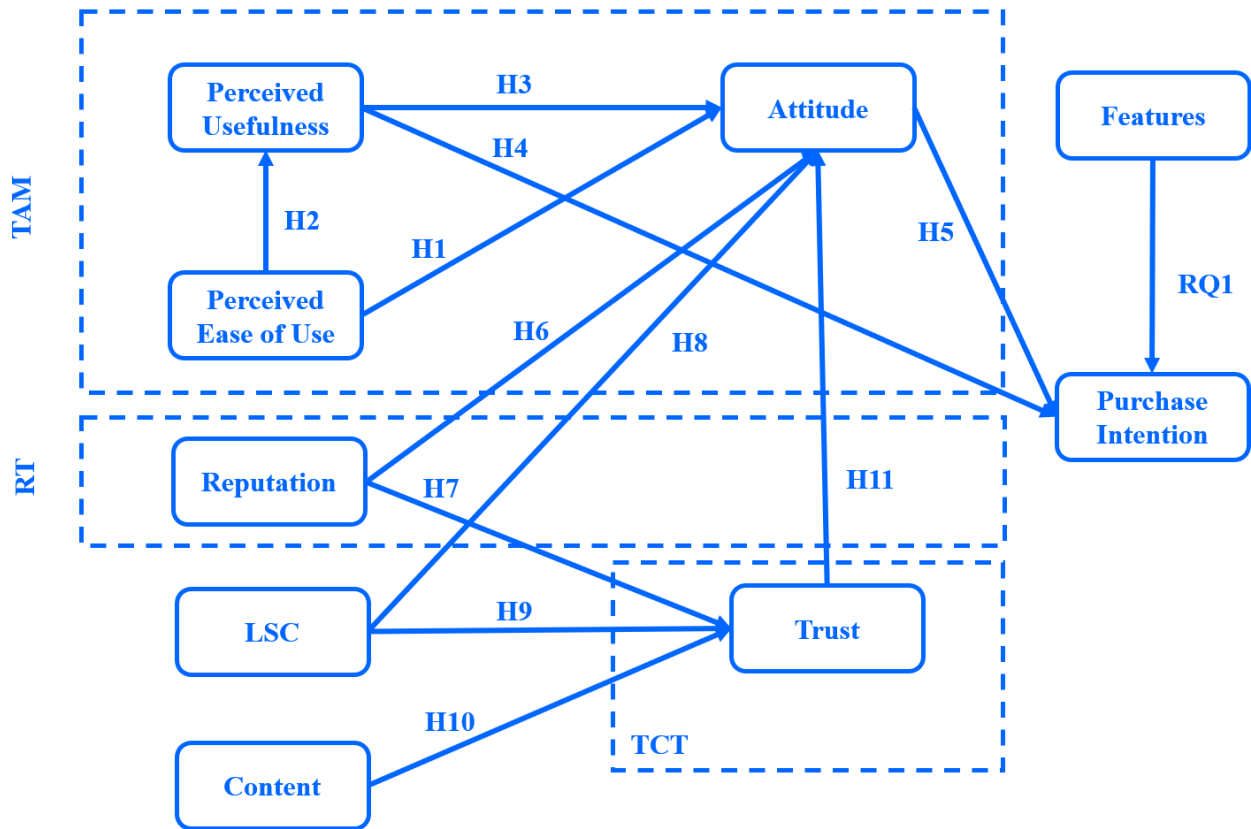 Perceived
Usefulness
H3
Attitude
Features
H4
TAM
H2
H1
H5
Perceived
Ease of Use
H6
H8
RQ1
Purchase
Intention
RT
Reputation
H7
H11
LSC
H9
Trust
H10
TCT
Content